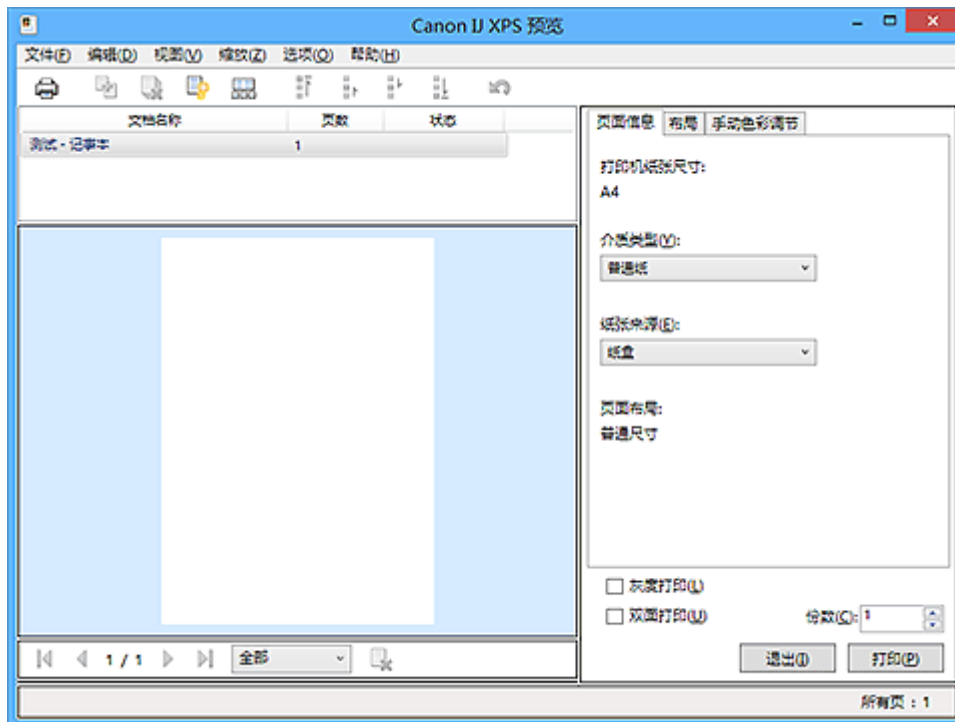 Canon IJ XPS 预览
文件(F) 编辑(D) 视图(V) 缩放(Z) 选项(O) 帮助(H)
文档名称 页数 状态
测试 - 记事本 1
页面信息 布局 手动色彩调节
打印机纸张尺寸:
A4
介质类型(Y):
普通纸
纸张来源(E):
纸盒
页面布局:
普通尺寸
灰度打印(L)
双面打印(U) 份数(C): 1
1 / 1 全部
退出(I) 打印(P)
所有页 : 1